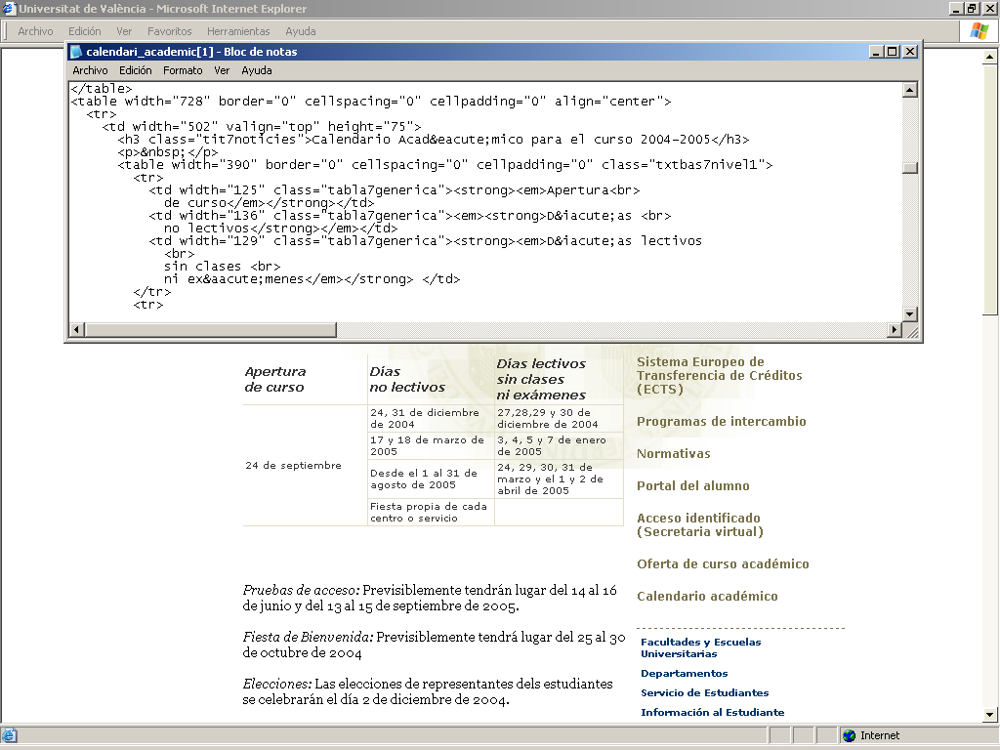 Universitat de València - Microsoft Internet Explorer
Archivo Edición Ver Favoritos Herramientas Ayuda
calendari_academic[1] - Bloc de notas
Archivo Edición Formato Ver Ayuda
</table>
<table width="728" border="0" cellspacing="0" cellpadding="0" align="center">
<tr>
<td width="502" valign="top" height="75">
<h3 class="tit7noticies">Calendario Acad&eacute;mico para el curso 2004-2005</h3>
<p>&nbsp;</p>
<table width="390" border="0" cellspacing="0" cellpadding="0" class="txtbas7nivel1">
<tr>
<td width="125" class="tabla7generica"><strong><em>Apertura<br>
de curso</em></strong></td>
<td width="136" class="tabla7generica"><em><strong>D&iacute;as <br>
no lectivos</strong></em></td>
<td width="129" class="tabla7generica"><strong><em>D&iacute;as lectivos
<br>
sin clases <br>
ni ex&aacute;menes</em></strong> </td>
</tr>
<tr>
Apertura
de curso
Días
no lectivos
Días lectivos
sin clases
ni exámenes
24 de septiembre
24, 31 de diciembre
de 2004
27,28,29 y 30 de
diciembre de 2004
17 y 18 de marzo de
2005
3, 4, 5 y 7 de enero
de 2005
Desde el 1 al 31 de
agosto de 2005
24, 29, 30, 31 de
marzo y el 1 y 2 de
abril de 2005
Fiesta propia de cada
centro o servicio
Pruebas de acceso: Previsiblemente tendrán lugar del 14 al 16
de junio y del 13 al 15 de septiembre de 2005.
Fiesta de Bienvenida: Previsiblemente tendrá lugar del 25 al 30
de octubre de 2004
Elecciones: Las elecciones de representantes dels estudiantes
se celebrarán el día 2 de diciembre de 2004.
Sistema Europeo de
Transferencia de Créditos
(ECTS)
Programas de intercambio
Normativas
Portal del alumno
Acceso identificado
(Secretaria virtual)
Oferta de curso académico
Calendario académico
Facultades y Escuelas
Universitarias
Departamentos
Servicio de Estudiantes
Información al Estudiante
Internet